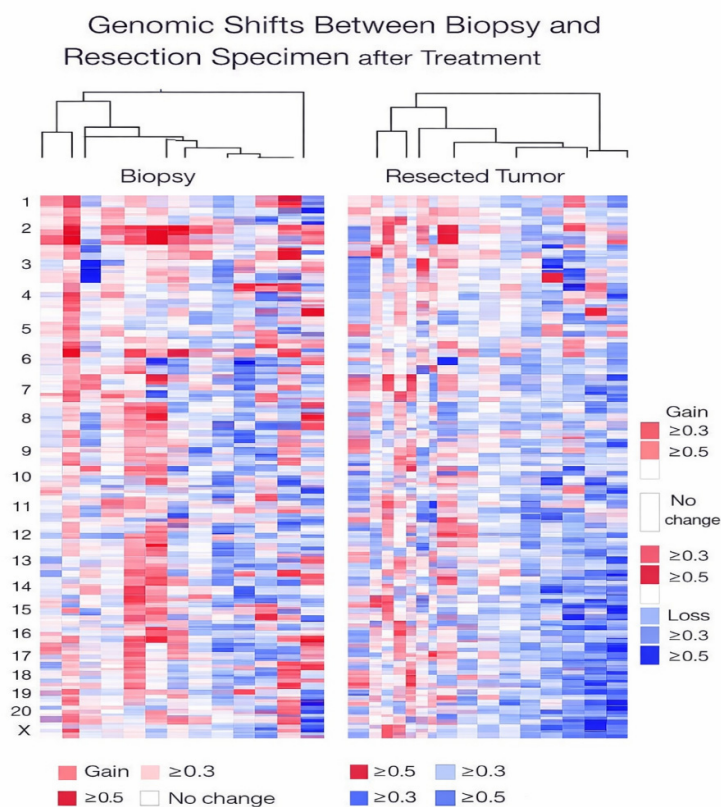 Genomic Shifts Between Biopsy and
Resection Specimen after Treatment
Biopsy
Resected Tumor
1
2
3
4
5
6
7
8
9
10
11
12
13
14
15
16
17
18
19
20
X
Gain
≥0.3
≥0.5
No
change
≥0.3
≥0.5
Loss
≥0.3
≥0.5
Gain ≥0.3
≥0.5 No change
≥0.5 ≥0.3
≥0.3 ≥0.5